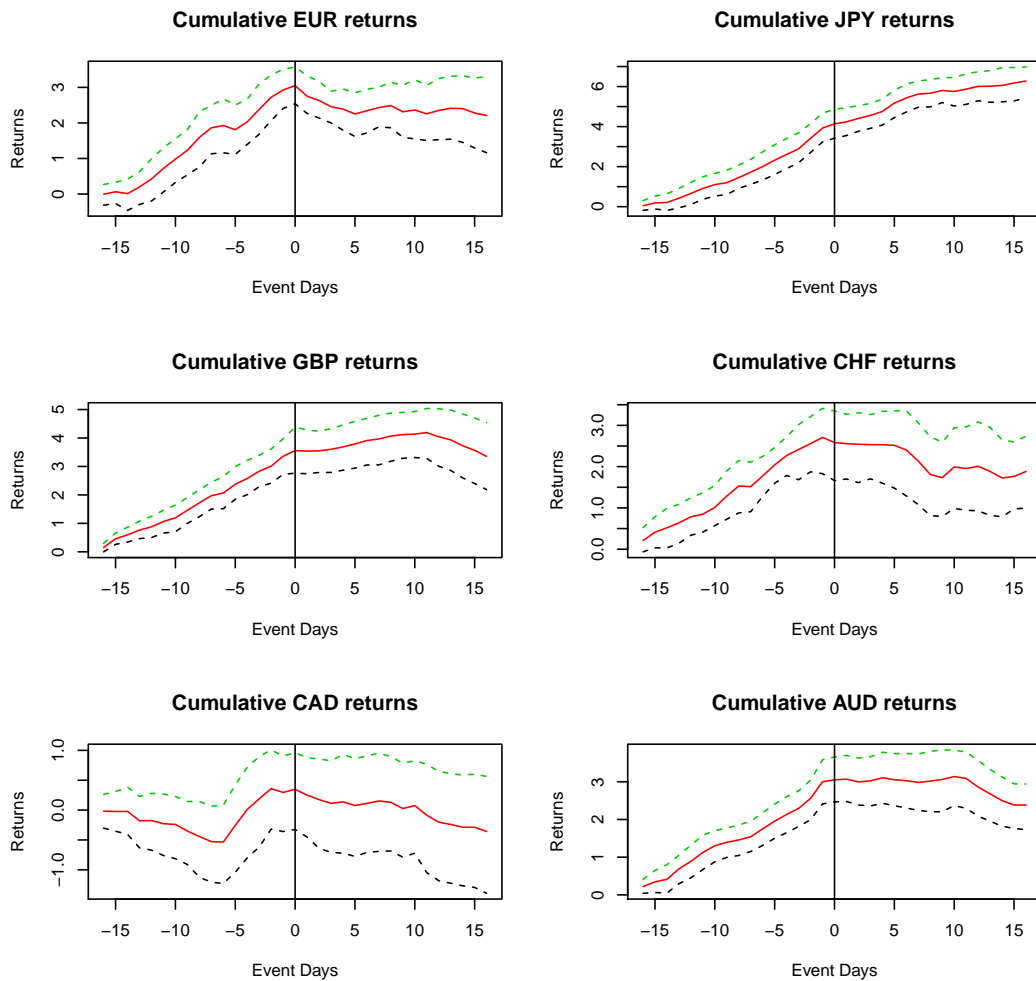 Cumulative EUR returns
Returns
0 1 2 3
−15 −10 −5 0 5 10 15
Event Days
Cumulative JPY returns
Returns
0 2 4 6
−15 −10 −5 0 5 10 15
Event Days
Cumulative GBP returns
Returns
0 1 2 3 4 5
−15 −10 −5 0 5 10 15
Event Days
Cumulative CHF returns
Returns
0.0 1.0 2.0 3.0
−15 −10 −5 0 5 10 15
Event Days
Cumulative CAD returns
Returns
−1.0 0.0 1.0
−15 −10 −5 0 5 10 15
Event Days
Cumulative AUD returns
Returns
0 1 2 3
−15 −10 −5 0 5 10 15
Event Days